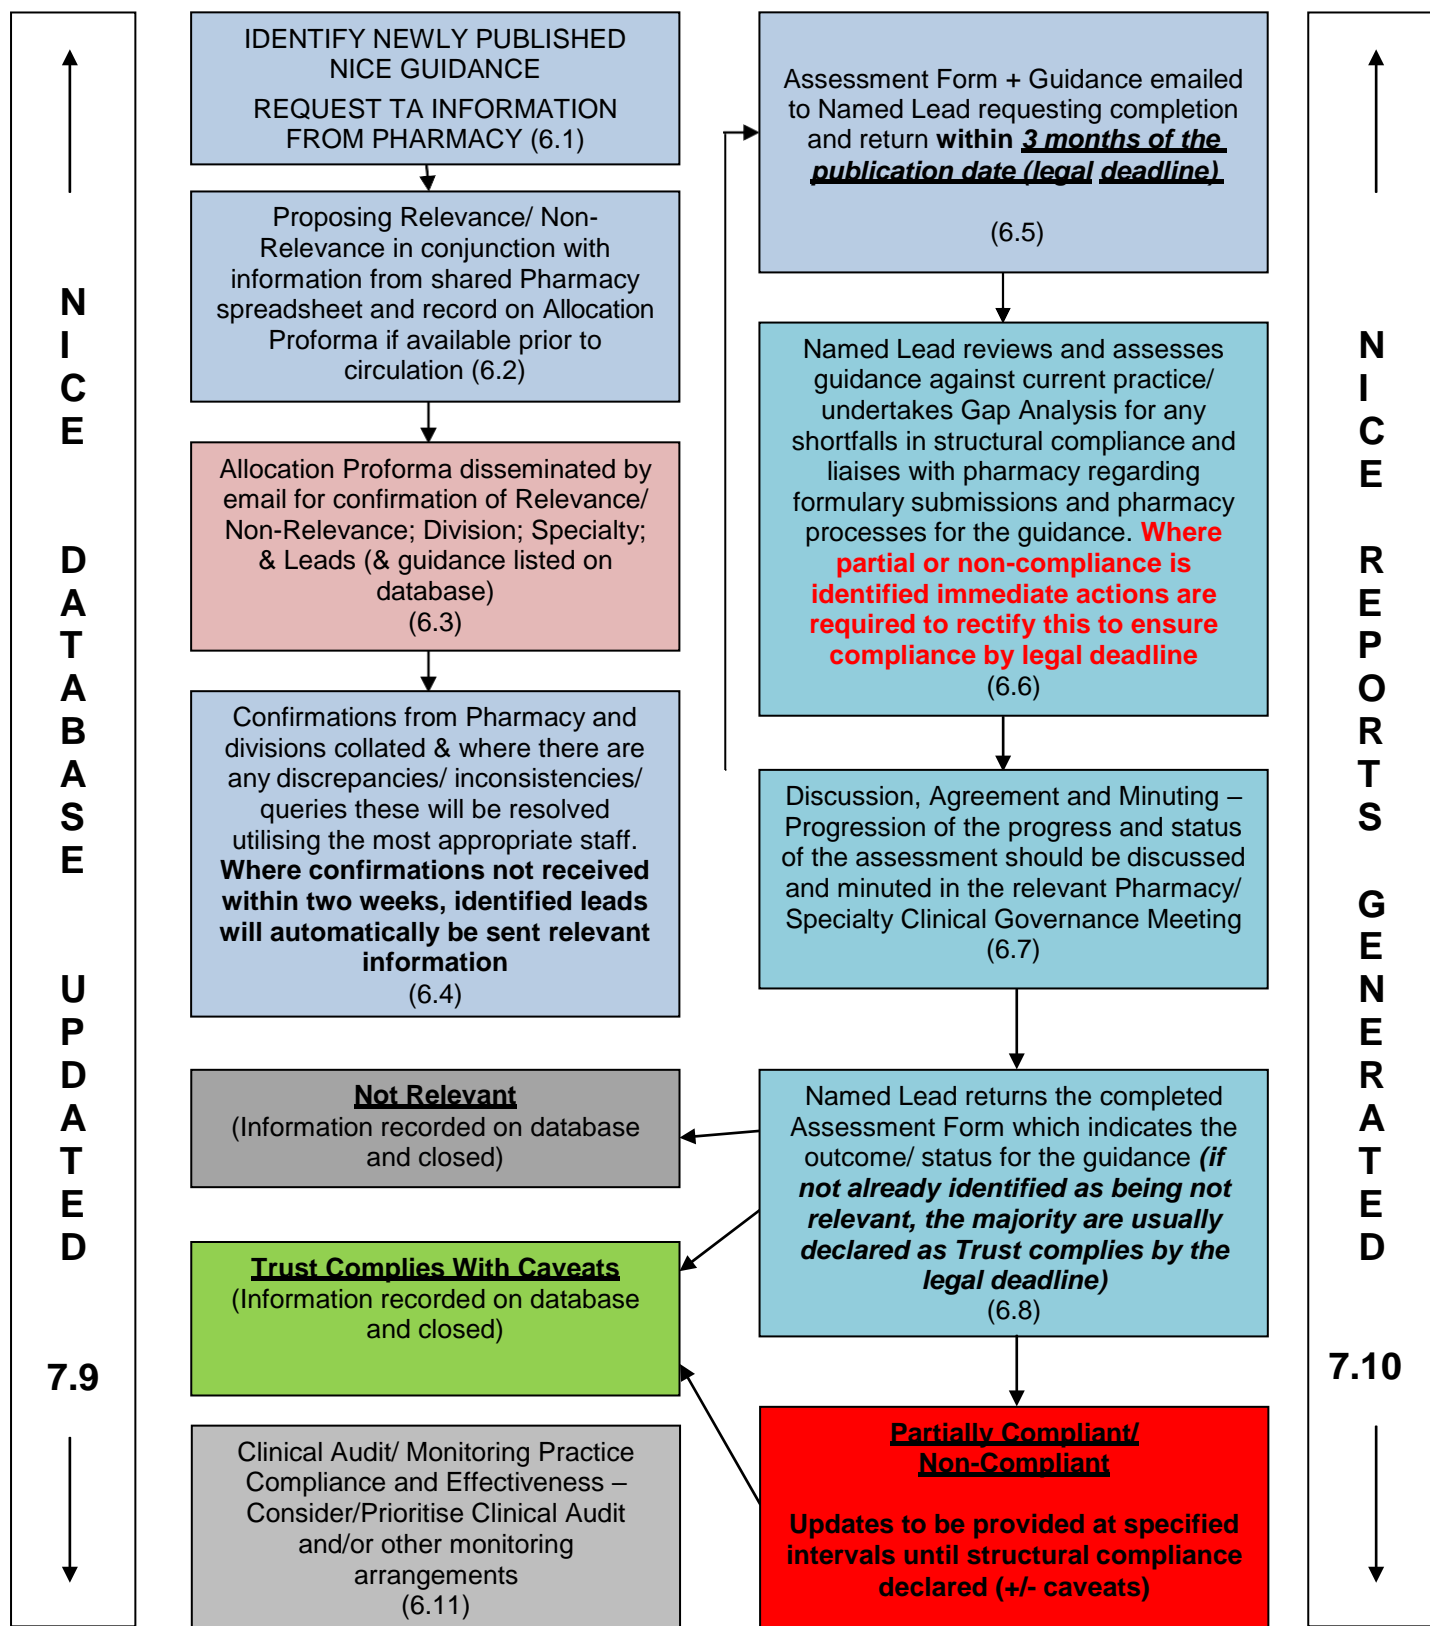 NICE DATABASE UPDATED
7.9
IDENTIFY NEWLY PUBLISHED
NICE GUIDANCE
REQUEST TA INFORMATION
FROM PHARMACY (6.1)
Proposing Relevance/ Non-
Relevance in conjunction with
information from shared Pharmacy
spreadsheet and record on Allocation
Proforma if available prior to
circulation (6.2)
Allocation Proforma disseminated by
email for confirmation of Relevance/
Non-Relevance; Division; Specialty;
& Leads (& guidance listed on
database)
(6.3)
Confirmations from Pharmacy and
divisions collated & where there are
any discrepancies/ inconsistencies/
queries these will be resolved
utilising the most appropriate staff.
Where confirmations not received
within two weeks, identified leads
will automatically be sent relevant
information
(6.4)
Not Relevant
(Information recorded on database
and closed)
Trust Complies With Caveats
(Information recorded on database
and closed)
Clinical Audit/ Monitoring Practice
Compliance and Effectiveness –
Consider/Prioritise Clinical Audit
and/or other monitoring
arrangements
(6.11)
Assessment Form + Guidance emailed
to Named Lead requesting completion
and return within 3 months of the
publication date (legal deadline)
(6.5)
Named Lead reviews and assesses
guidance against current practice/
undertakes Gap Analysis for any
shortfalls in structural compliance and
liaises with pharmacy regarding
formulary submissions and pharmacy
processes for the guidance. Where
partial or non-compliance is
identified immediate actions are
required to rectify this to ensure
compliance by legal deadline
(6.6)
Discussion, Agreement and Minuting –
Progression of the progress and status
of the assessment should be discussed
and minuted in the relevant Pharmacy/
Specialty Clinical Governance Meeting
(6.7)
Named Lead returns the completed
Assessment Form which indicates the
outcome/ status for the guidance (if
not already identified as being not
relevant, the majority are usually
declared as Trust complies by the
legal deadline)
(6.8)
Partially Compliant/
Non-Compliant
Updates to be provided at specified
intervals until structural compliance
declared (+/- caveats)
NICE REPORTS GENERATED
7.10